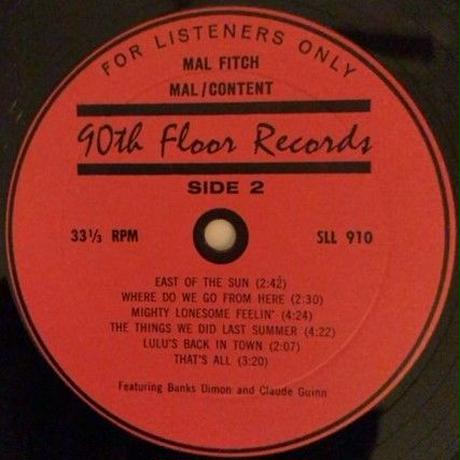 FOR LISTENERS ONLY
MAL FITCH
MAL/CONTENT
90th Floor Records
SIDE 2
33⅓ RPM SLL 910
EAST OF THE SUN (2:42)
WHERE DO WE GO FROM HERE (2:30)
MIGHTY LONESOME FEELIN' (4:24)
THE THINGS WE DID LAST SUMMER (4:22)
LULU'S BACK IN TOWN (2:07)
THAT'S ALL (3:20)
Featuring Banks Dimon and Claude Guinn